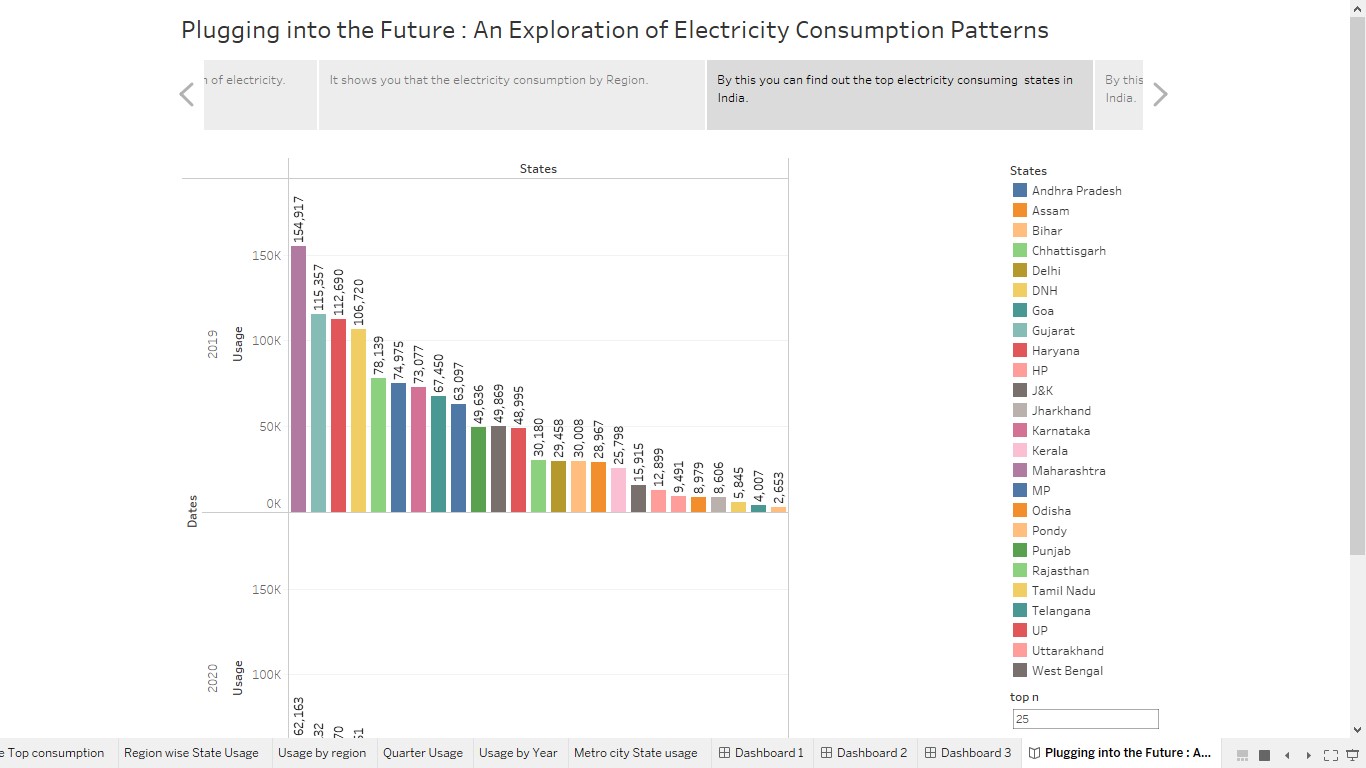 Plugging into the Future : An Exploration of Electricity Consumption Patterns
n of electricity.
It shows you that the electricity consumption by Region.
By this you can find out the top electricity consuming states in
India.
By this
India.
States
154,917
115,357
112,690
106,720
78,139
74,975
73,077
67,450
63,097
49,636
49,869
48,995
30,180
29,458
30,008
28,967
25,798
15,915
12,899
9,491
8,979
8,606
5,845
4,007
2,653
150K
100K
50K
0K
2019
Usage
Dates
150K
100K
2020
Usage
62,163
32
70
51
States
Andhra Pradesh
Assam
Bihar
Chhattisgarh
Delhi
DNH
Goa
Gujarat
Haryana
HP
J&K
Jharkhand
Karnataka
Kerala
Maharashtra
MP
Odisha
Pondy
Punjab
Rajasthan
Tamil Nadu
Telangana
UP
Uttarakhand
West Bengal
top n
25
e Top consumption
Region wise State Usage
Usage by region
Quarter Usage
Usage by Year
Metro city State usage
Dashboard 1
Dashboard 2
Dashboard 3
Plugging into the Future : A...